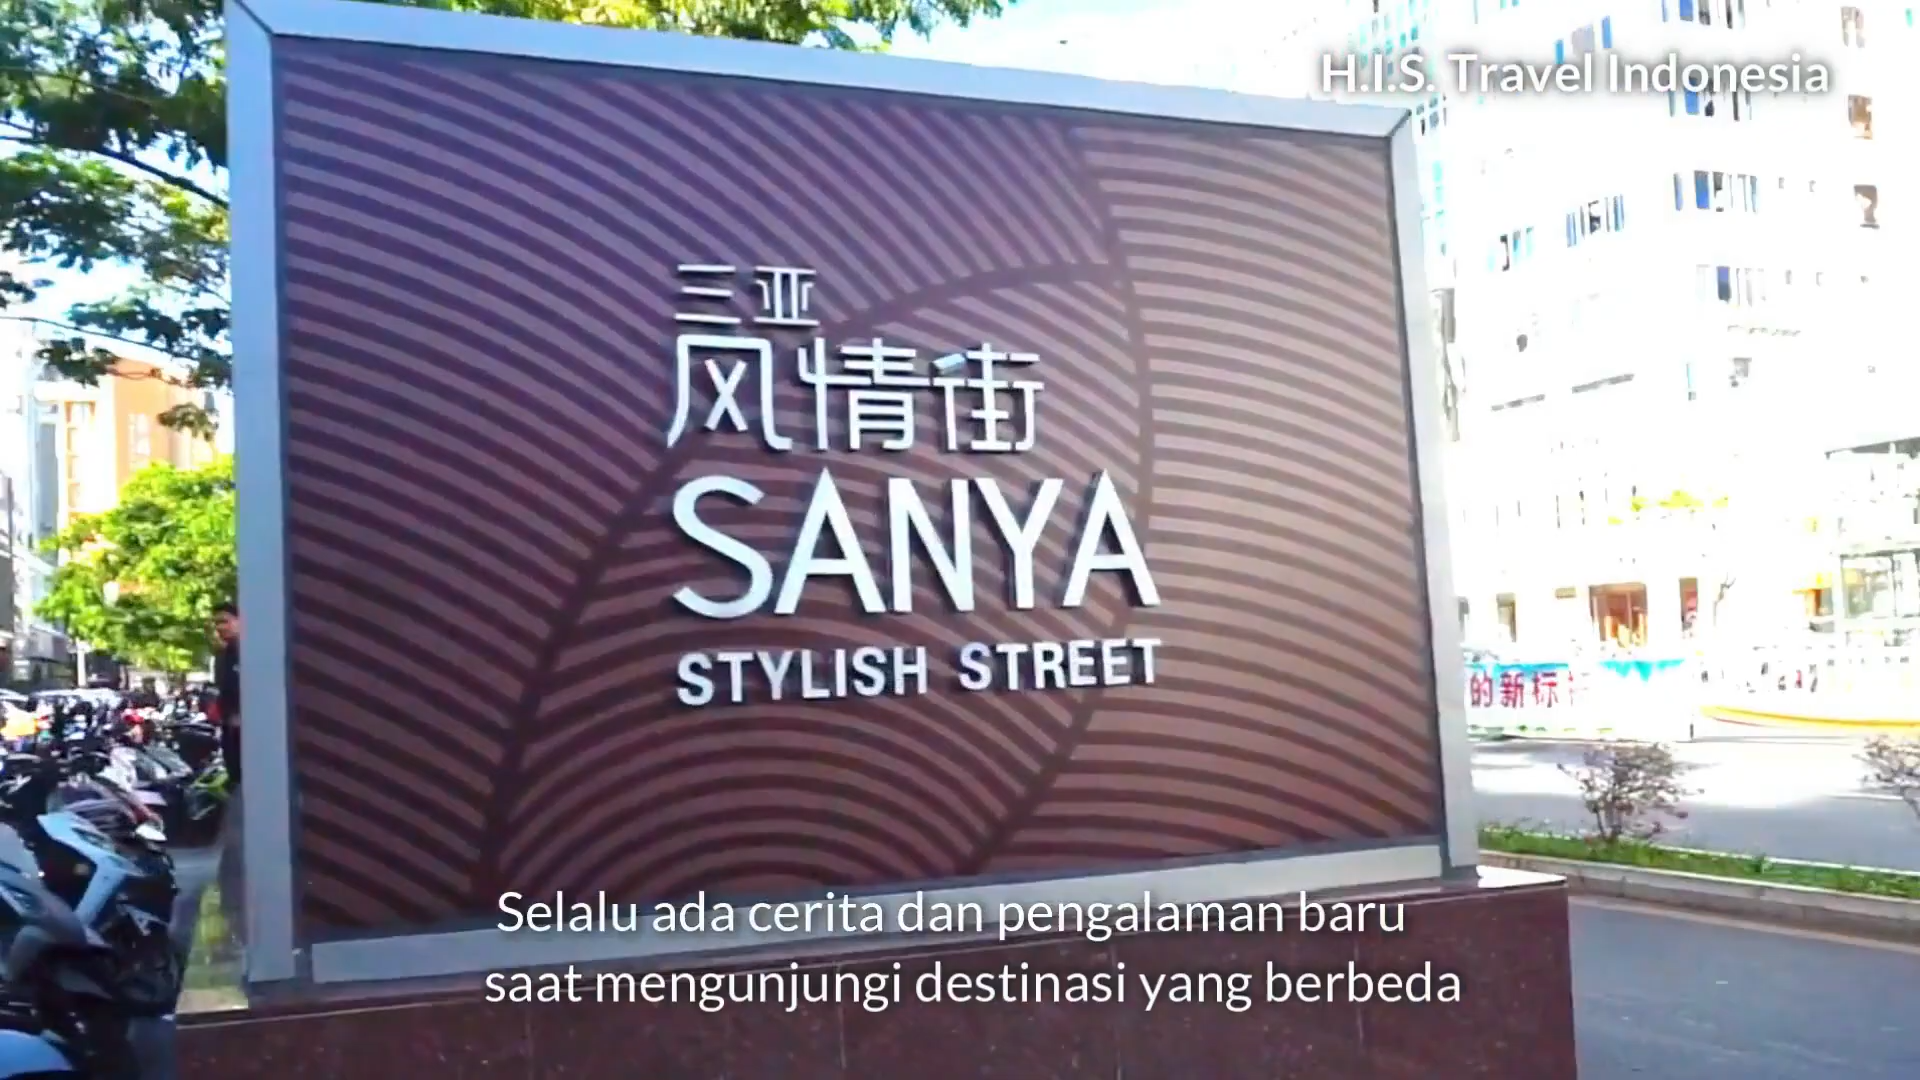 H.I.S. Travel Indonesia
三亚
风情街
SANYA
STYLISH STREET
的新标
Selalu ada cerita dan pengalaman baru
saat mengunjungi destinasi yang berbeda